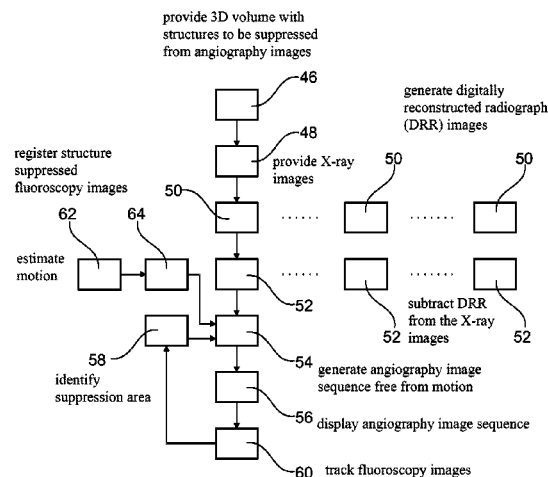 provide 3D volume with
structures to be suppressed
from angiography images
46
generate digitally
reconstructed radiograph
(DRR) images
48
register structure
suppressed
fluoroscopy images
provide X-ray
images
50
50
50
62
64
estimate
motion
52
52
52
subtract DRR
from the X-ray
images
58
54
identify
suppression area
generate angiography image
sequence free from motion
56
display angiography image sequence
60
track fluoroscopy images